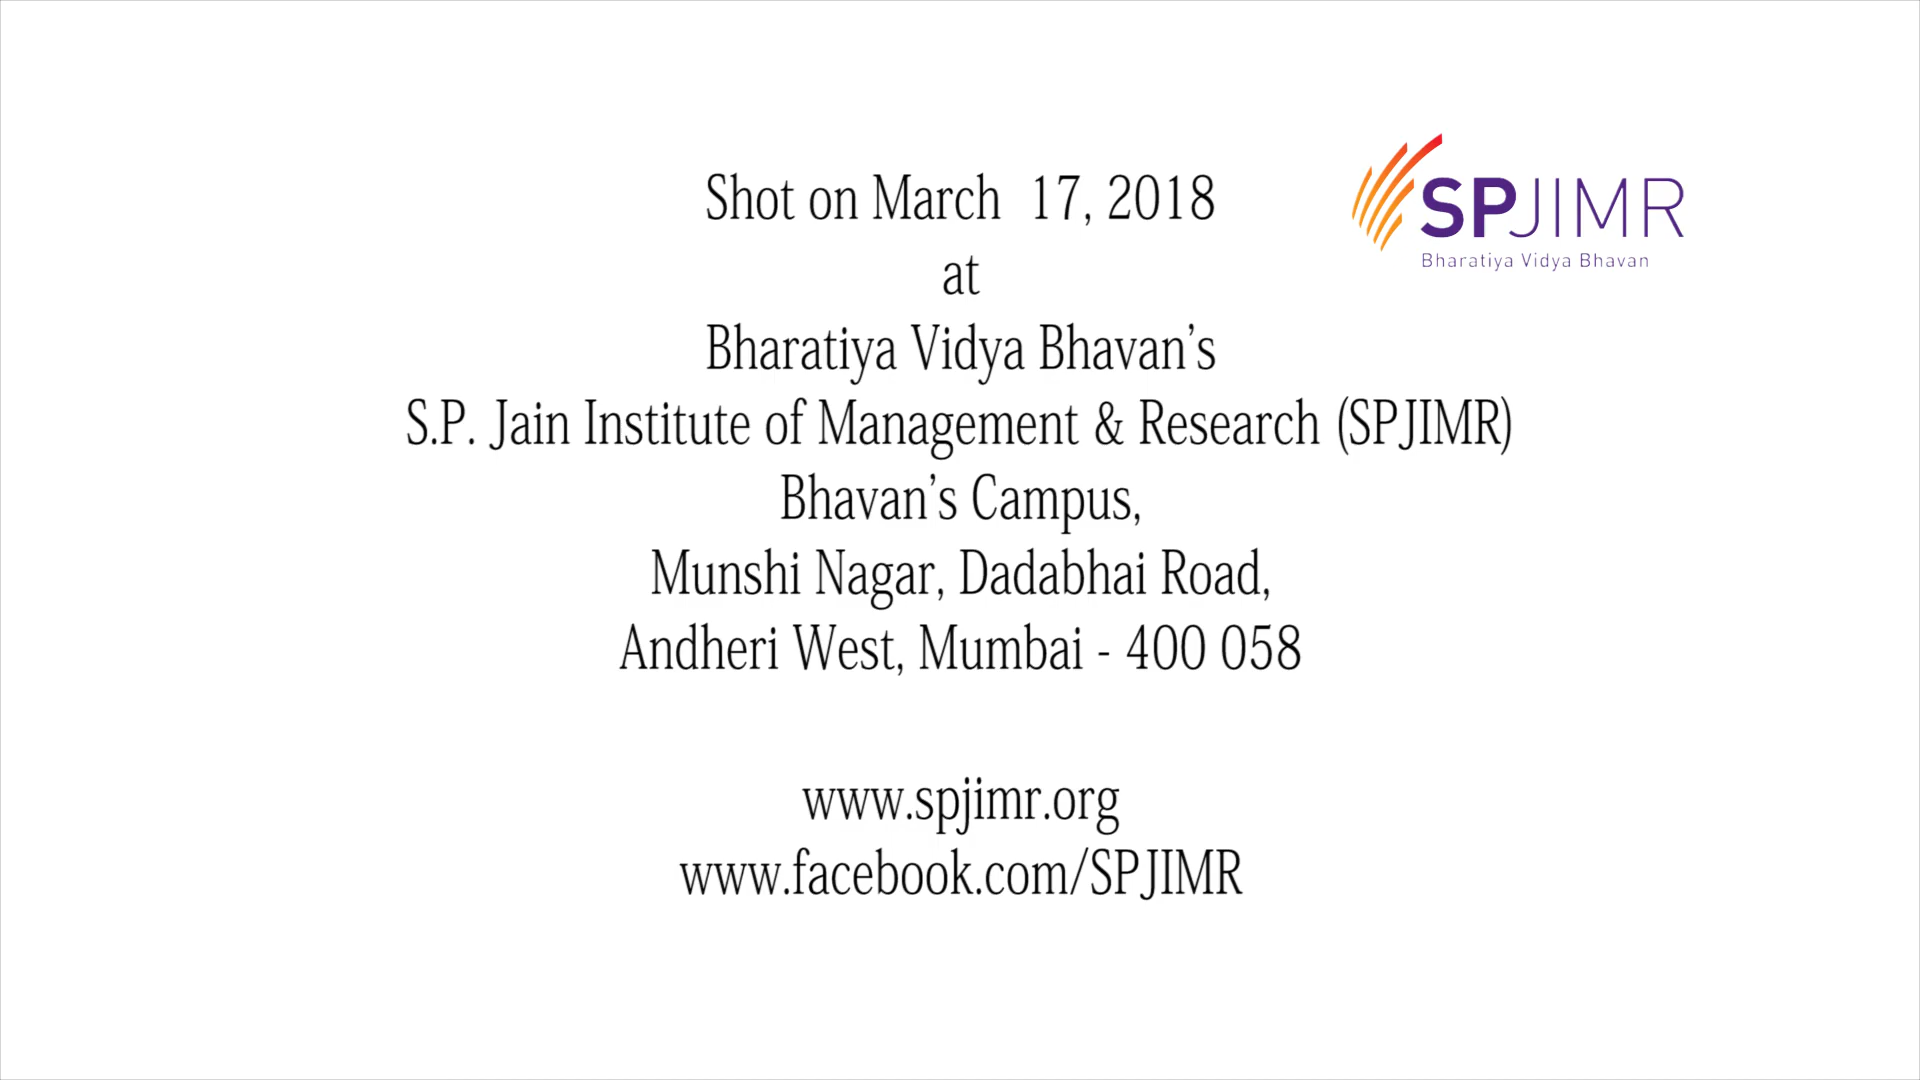 Shot on March 17, 2018
at
Bharatiya Vidya Bhavan’s
S.P. Jain Institute of Management & Research (SPJIMR)
Bhavan’s Campus,
Munshi Nagar, Dadabhai Road,
Andheri West, Mumbai - 400 058
www.spjimr.org
www.facebook.com/SPJIMR
SPJIMR
Bharatiya Vidya Bhavan